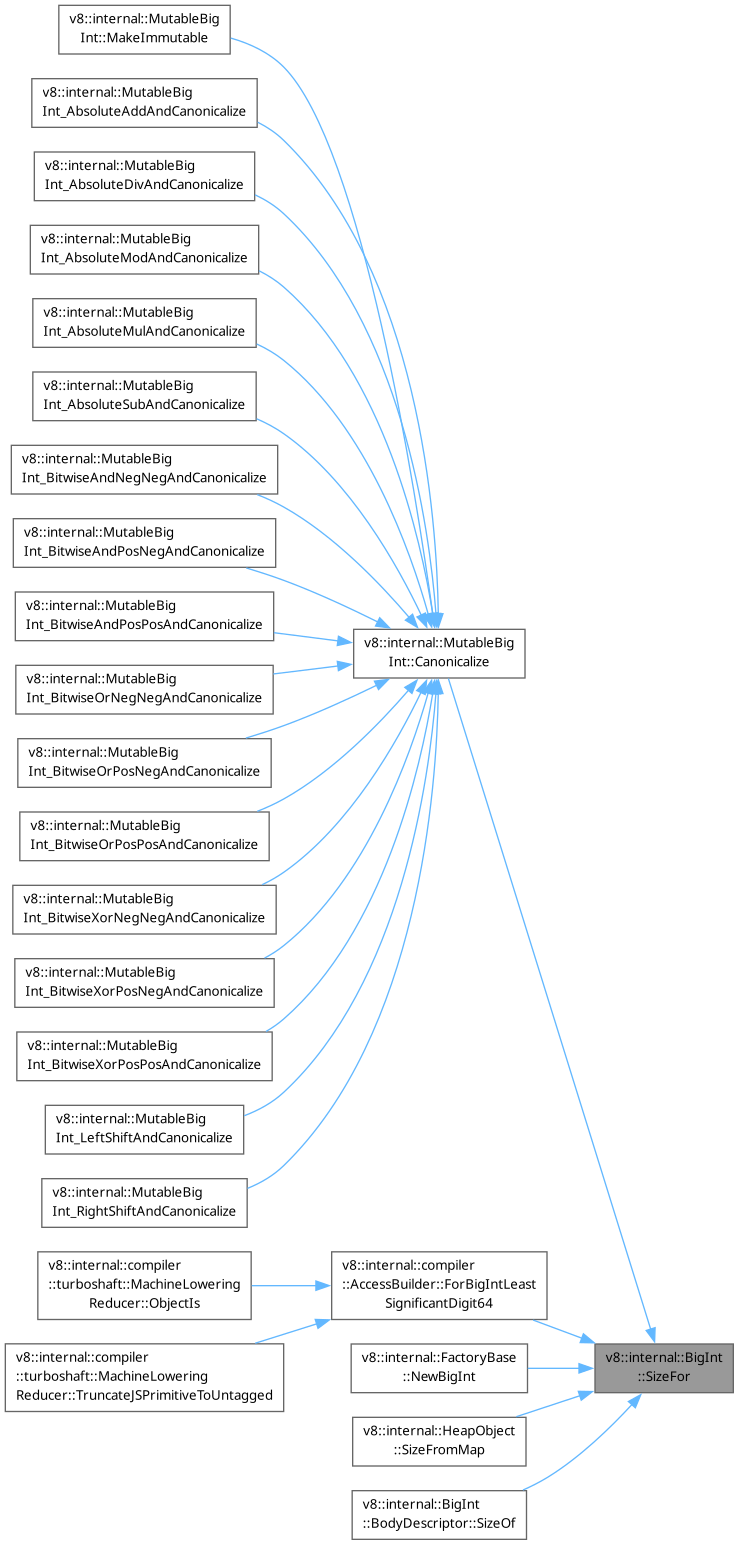 v8::internal::MutableBig
Int::MakeImmutable
v8::internal::MutableBig
Int_AbsoluteAddAndCanonicalize
v8::internal::MutableBig
Int_AbsoluteDivAndCanonicalize
v8::internal::MutableBig
Int_AbsoluteModAndCanonicalize
v8::internal::MutableBig
Int_AbsoluteMulAndCanonicalize
v8::internal::MutableBig
Int_AbsoluteSubAndCanonicalize
v8::internal::MutableBig
Int_BitwiseAndNegNegAndCanonicalize
v8::internal::MutableBig
Int_BitwiseAndPosNegAndCanonicalize
v8::internal::MutableBig
Int_BitwiseAndPosPosAndCanonicalize
v8::internal::MutableBig
Int::Canonicalize
v8::internal::MutableBig
Int_BitwiseOrNegNegAndCanonicalize
v8::internal::MutableBig
Int_BitwiseOrPosNegAndCanonicalize
v8::internal::MutableBig
Int_BitwiseOrPosPosAndCanonicalize
v8::internal::MutableBig
Int_BitwiseXorNegNegAndCanonicalize
v8::internal::MutableBig
Int_BitwiseXorPosNegAndCanonicalize
v8::internal::MutableBig
Int_BitwiseXorPosPosAndCanonicalize
v8::internal::MutableBig
Int_LeftShiftAndCanonicalize
v8::internal::MutableBig
Int_RightShiftAndCanonicalize
v8::internal::compiler
::turboshaft::MachineLowering
Reducer::ObjectIs
v8::internal::compiler
::AccessBuilder::ForBigIntLeast
SignificantDigit64
v8::internal::compiler
::turboshaft::MachineLowering
Reducer::TruncateJSPrimitiveToUntagged
v8::internal::FactoryBase
::NewBigInt
v8::internal::BigInt
::SizeFor
v8::internal::HeapObject
::SizeFromMap
v8::internal::BigInt
::BodyDescriptor::SizeOf